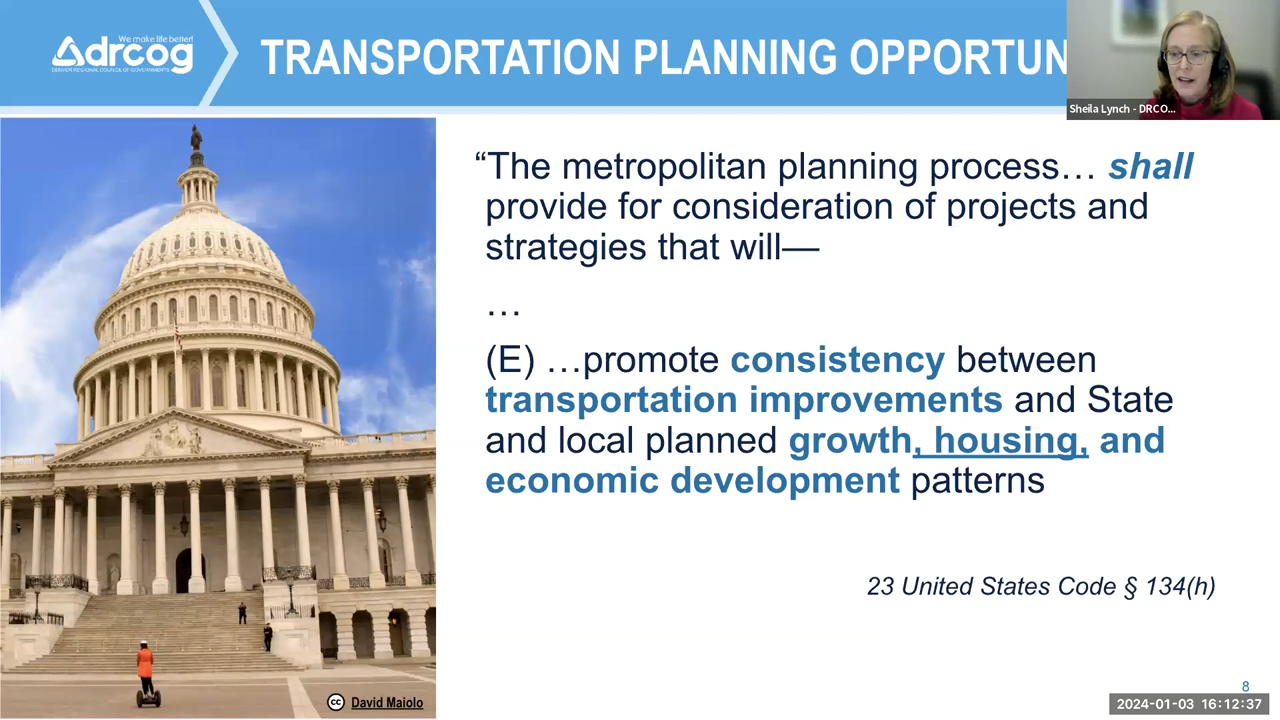 We make life better!
drcog
DENVER REGIONAL COUNCIL OF GOVERNMENTS
TRANSPORTATION PLANNING OPPORTUN
Sheila Lynch - DRCO...
“The metropolitan planning process… shall
provide for consideration of projects and
strategies that will—
…
(E) …promote consistency between
transportation improvements and State
and local planned growth, housing, and
economic development patterns
23 United States Code § 134(h)
cc David Maiolo
8
2024-01-03 16:12:37